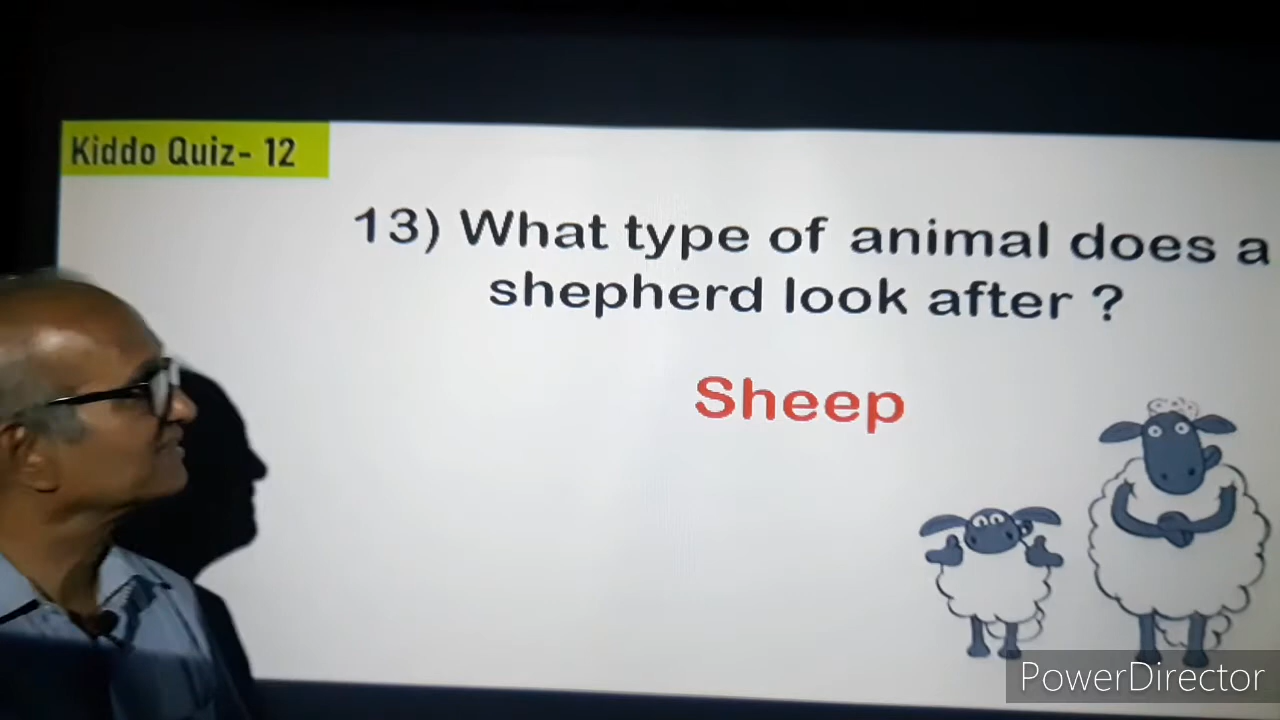 Kiddo Quiz- 12
13) What type of animal does a
shepherd look after ?
Sheep
PowerDirector